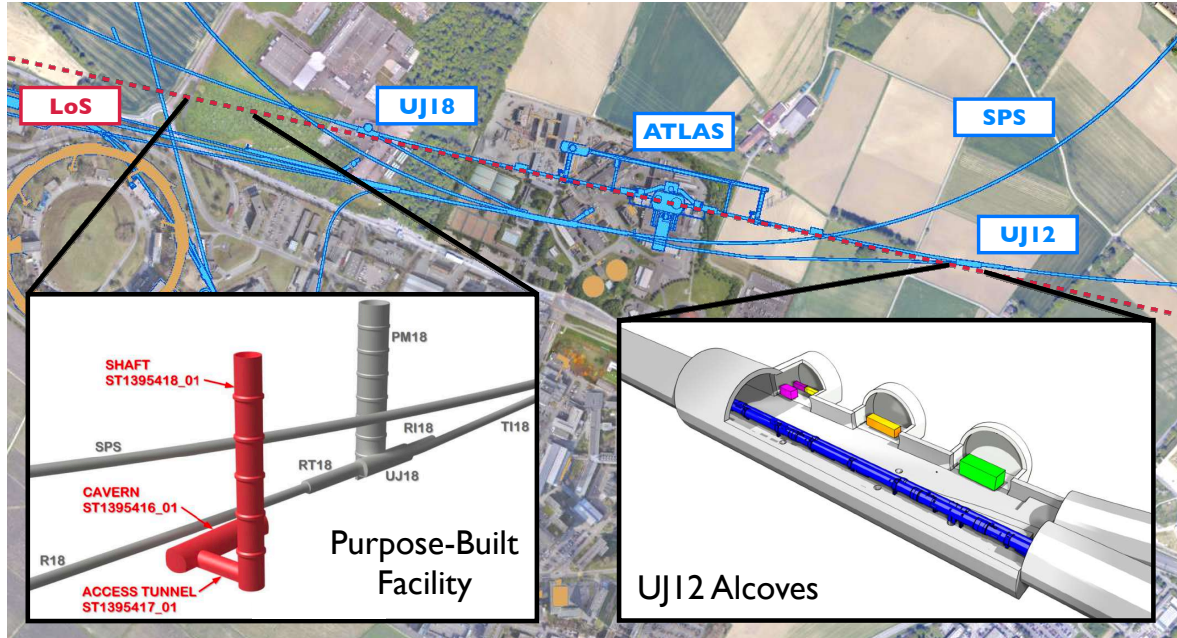 LoS
UJ18
ATLAS
SPS
UJ12
PM18
SHAFT
ST1395418_01
SPS
RI18
TI18
RT18
UJ18
CAVERN
ST1395416_01
R18
ACCESS TUNNEL
ST1395417_01
Purpose-Built
Facility
UJ12 Alcoves